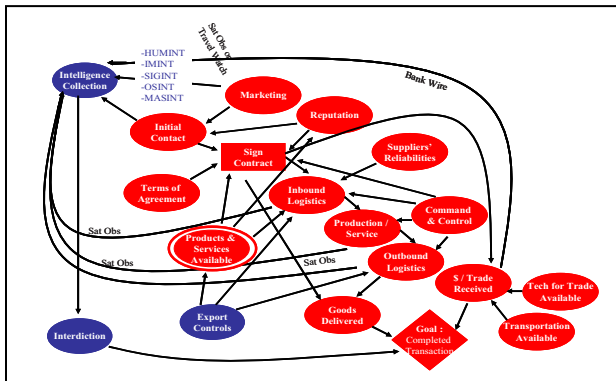 Sat Obs or
Travel Watch
-HUMINT
-IMINT
-SIGINT
-OSINT
-MASINT
Intelligence
Collection
Bank Wire
Marketing
Reputation
Initial
Contact
Sign
Contract
Suppliers'
Reliabilities
Terms of
Agreement
Inbound
Logistics
Command
& Control
Production /
Service
Sat Obs
Products &
Services
Available
Sat Obs
Sat Obs
Outbound
Logistics
$ / Trade
Received
Tech for Trade
Available
Export
Controls
Goods
Delivered
Interdiction
Goal :
Completed
Transaction
Transportation
Available